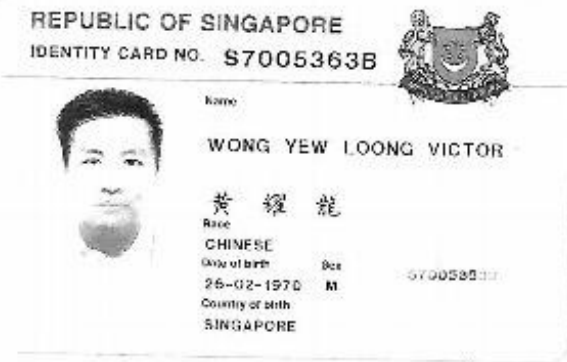 REPUBLIC OF SINGAPORE
IDENTITY CARD NO. S7005363B
Name
WONG YEW LOONG VICTOR
黃 耀 龍
Race
CHINESE
Date of birth Sex
26-02-1970 M
Country of birth
SINGAPORE